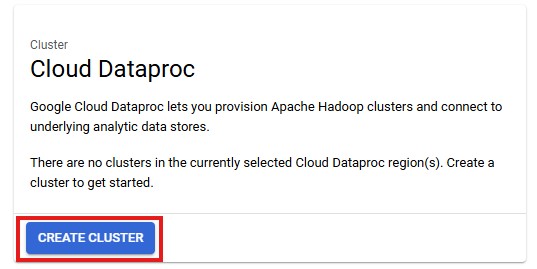 Cluster
Cloud Dataproc
Google Cloud Dataproc lets you provision Apache Hadoop clusters and connect to
underlying analytic data stores.
There are no clusters in the currently selected Cloud Dataproc region(s). Create a
cluster to get started.
CREATE CLUSTER